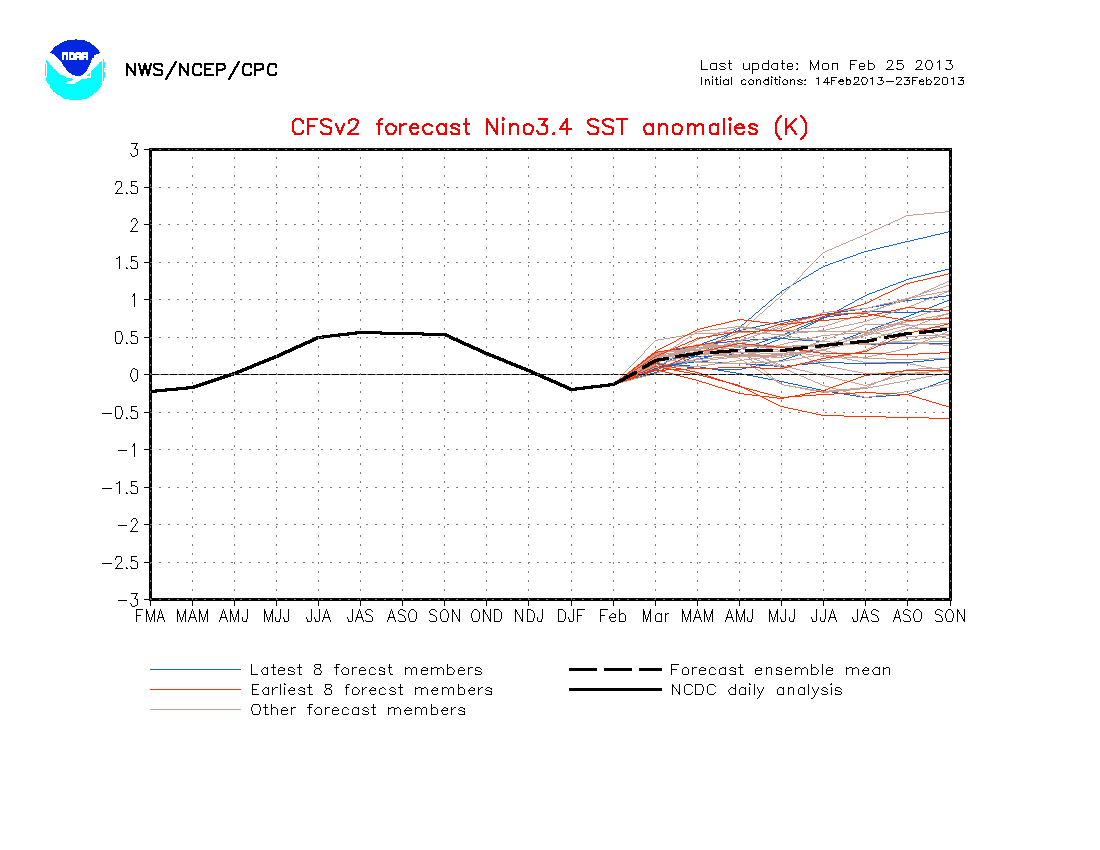 NOAA
NWS/NCEP/CPC
Last update: Mon Feb 25 2013
Initial conditions: 14Feb2013-23Feb2013
CFSv2 forecast Nino3.4 SST anomalies (K)
3
2.5
2
1.5
1
0.5
0
-0.5
-1
-1.5
-2
-2.5
-3
FMA MAM AMJ MJJ JJA JAS ASO SON OND NDJ DJF Feb Mar MAM AMJ MJJ JJA JAS ASO SON
Latest 8 forecst members
Earliest 8 forecst members
Other forecast members
Forecast ensemble mean
NCDC daily analysis